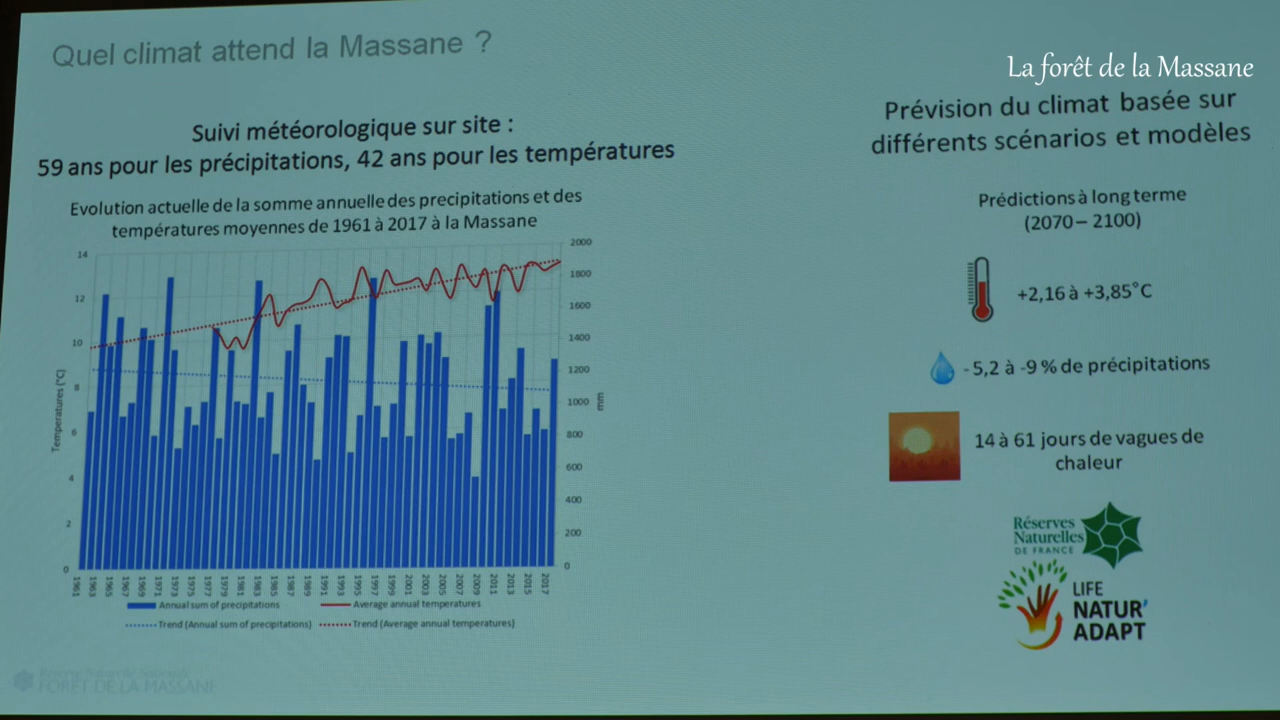 Quel climat attend la Massane ?
La forêt de la Massane
Suivi météorologique sur site :
59 ans pour les précipitations, 42 ans pour les températures
Evolution actuelle de la somme annuelle des precipitations et des
températures moyennes de 1961 à 2017 à la Massane
14
12
10
8
6
4
2
0
Temperatures (°C)
2000
1800
1600
1400
1200
1000
800
600
400
200
0
mm
1961 1963 1965 1967 1969 1971 1973 1975 1977 1979 1981 1983 1985 1987 1989 1991 1993 1995 1997 1999 2001 2003 2005 2007 2009 2011 2013 2015 2017
Annual sum of precipitations
Average annual temperatures
Trend (Annual sum of precipitations)
Trend (Average annual temperatures)
Prévision du climat basée sur
différents scénarios et modèles
Prédictions à long terme
(2070 – 2100)
+2,16 à +3,85°C
- 5,2 à -9 % de précipitations
14 à 61 jours de vagues de
chaleur
Réserves
Naturelles
DE FRANCE
LIFE
NATUR'
ADAPT
FORÊT DE LA MASSANE